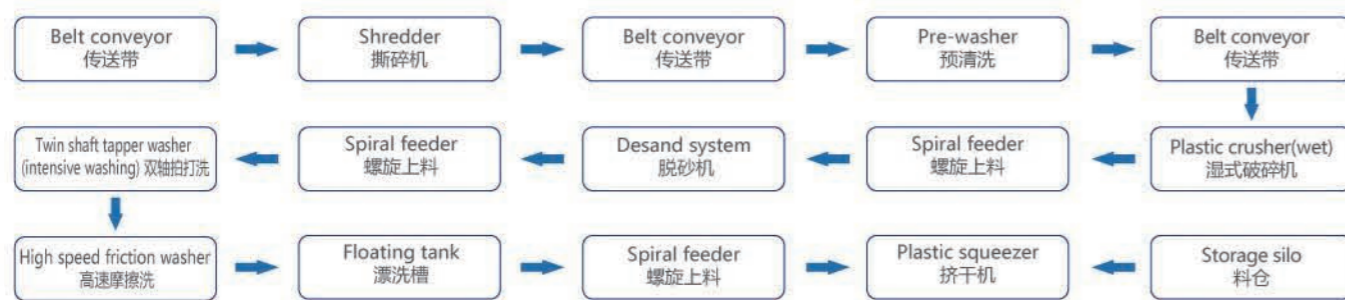 Belt conveyor
传送带
Shredder
撕碎机
Belt conveyor
传送带
Pre-washer
预清洗
Belt conveyor
传送带
Twin shaft tapper washer
(intensive washing) 双轴拍打洗
Spiral feeder
螺旋上料
Desand system
脱砂机
Spiral feeder
螺旋上料
Plastic crusher(wet)
湿式破碎机
High speed friction washer
高速摩擦洗
Floating tank
漂洗槽
Spiral feeder
螺旋上料
Plastic squeezer
挤干机
Storage silo
料仓